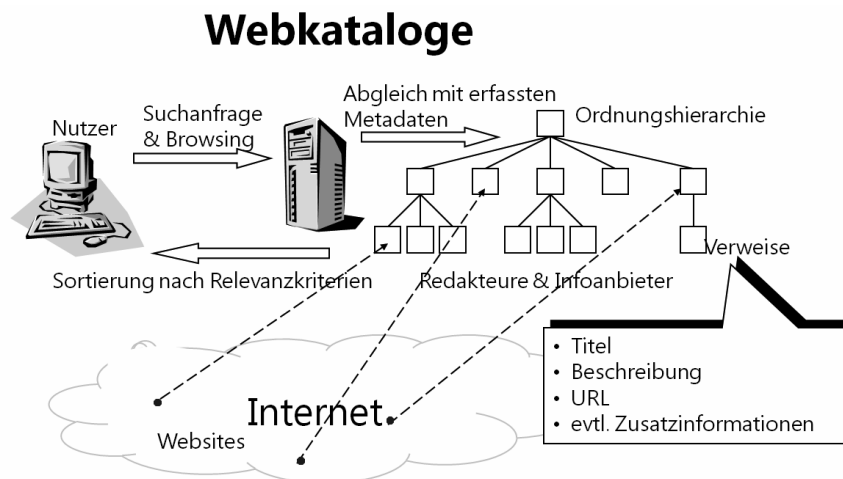 Webkataloge
Nutzer
Suchanfrage
& Browsing
Abgleich mit erfassten
Metadaten
Ordnungshierarchie
Sortierung nach Relevanzkriterien
Redakteure & Infoanbieter
Verweise
• Titel
• Beschreibung
• URL
• evtl. Zusatzinformationen
Internet
Websites